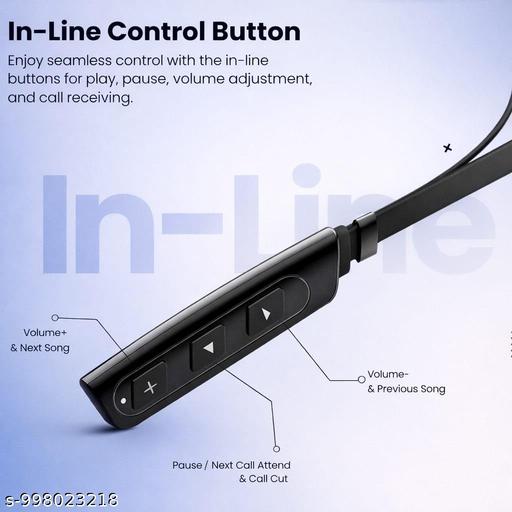 In-Line Control Button
Enjoy seamless control with the in-line
buttons for play, pause, volume adjustment,
and call receiving.
In-Line
Volume+
& Next Song
Volume-
& Previous Song
Pause / Next Call Attend
& Call Cut
s-998023218